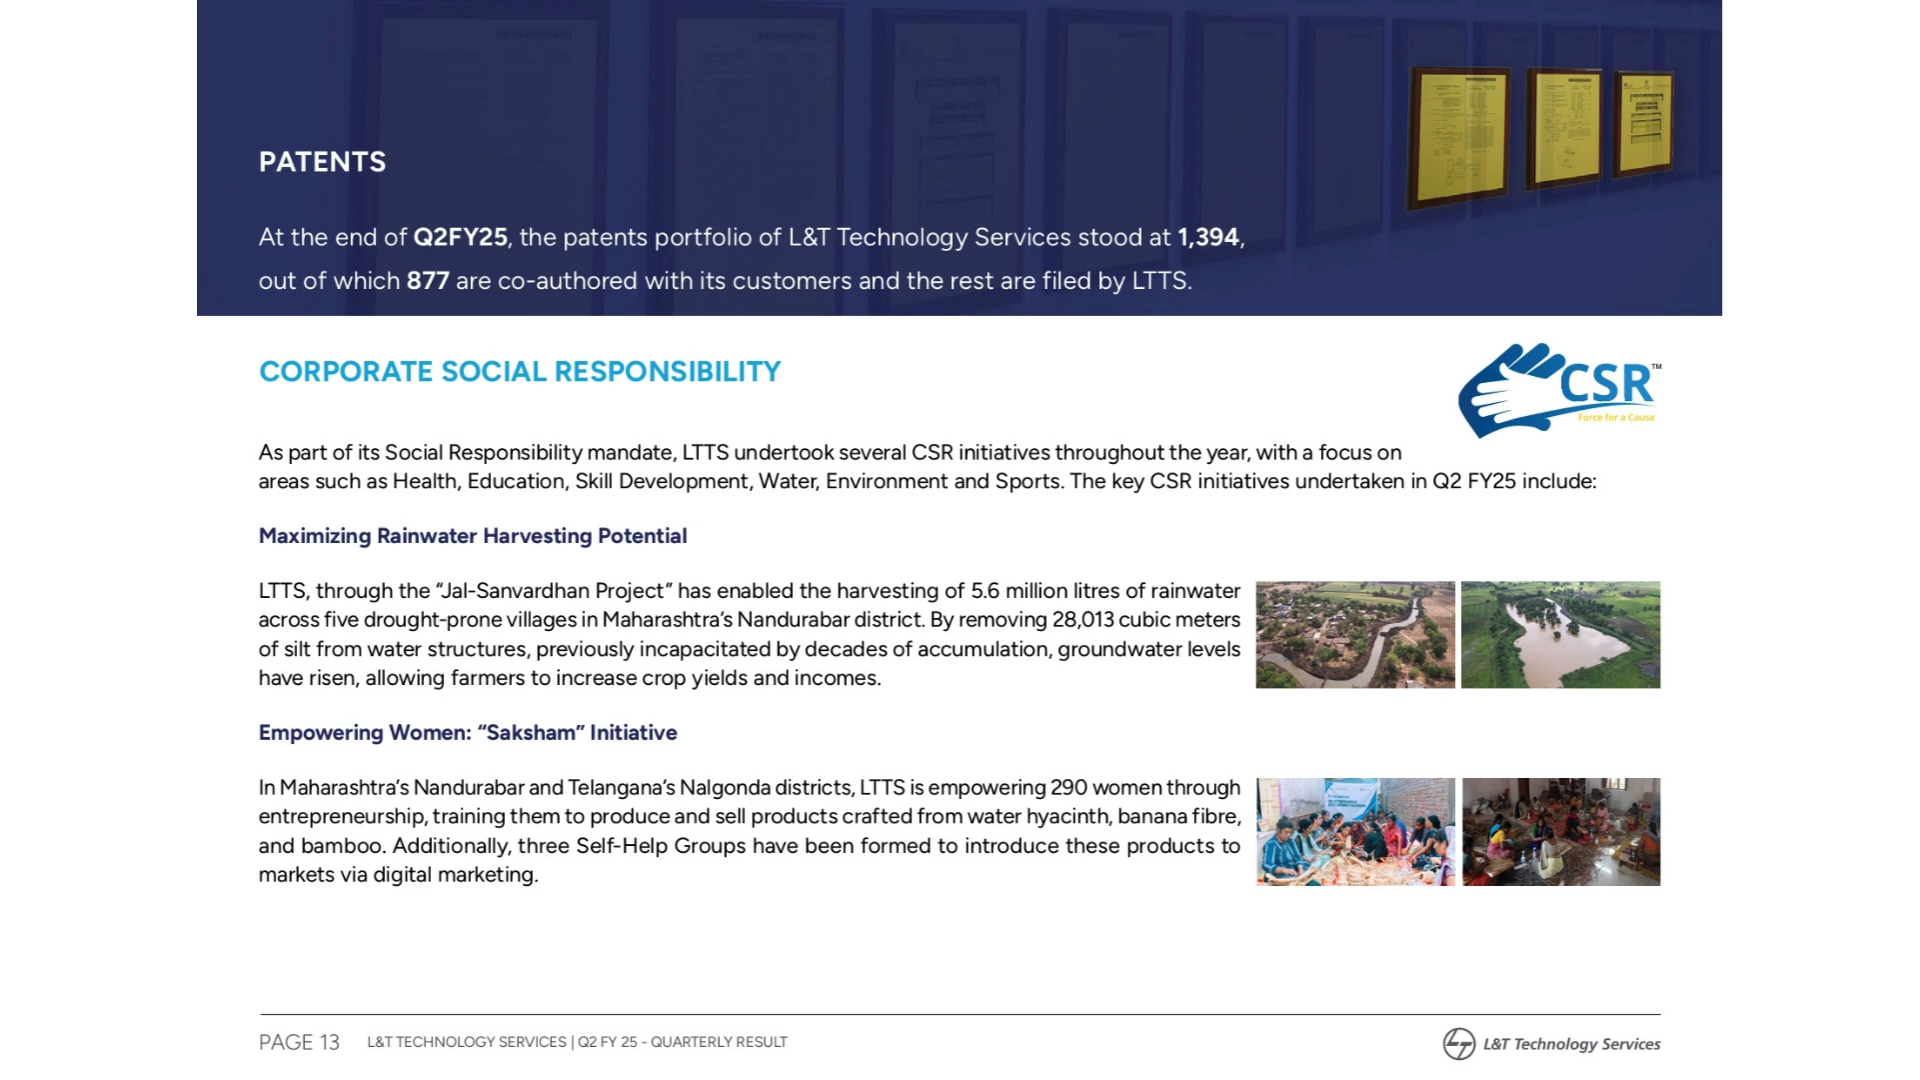 PATENTS
At the end of Q2FY25, the patents portfolio of L&T Technology Services stood at 1,394,
out of which 877 are co-authored with its customers and the rest are filed by LTTS.
CORPORATE SOCIAL RESPONSIBILITY
CSR™
Force for a Cause
As part of its Social Responsibility mandate, LTTS undertook several CSR initiatives throughout the year, with a focus on
areas such as Health, Education, Skill Development, Water, Environment and Sports. The key CSR initiatives undertaken in Q2 FY25 include:
Maximizing Rainwater Harvesting Potential
LTTS, through the “Jal-Sanvardhan Project” has enabled the harvesting of 5.6 million litres of rainwater
across five drought-prone villages in Maharashtra’s Nandurabar district. By removing 28,013 cubic meters
of silt from water structures, previously incapacitated by decades of accumulation, groundwater levels
have risen, allowing farmers to increase crop yields and incomes.
Empowering Women: “Saksham” Initiative
In Maharashtra’s Nandurabar and Telangana’s Nalgonda districts, LTTS is empowering 290 women through
entrepreneurship, training them to produce and sell products crafted from water hyacinth, banana fibre,
and bamboo. Additionally, three Self-Help Groups have been formed to introduce these products to
markets via digital marketing.
PAGE 13 L&T TECHNOLOGY SERVICES | Q2 FY 25 - QUARTERLY RESULT
L&T Technology Services